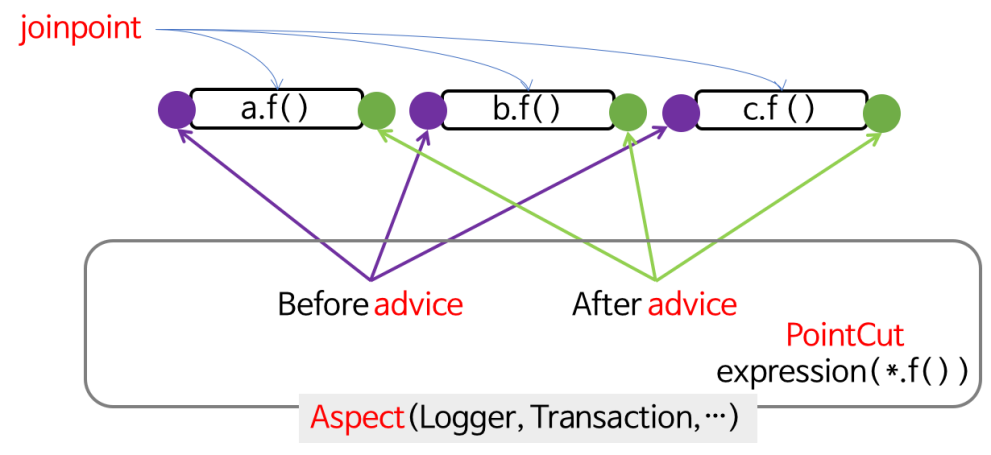 joinpoint
a.f() b.f() c.f ()
Before advice After advice
PointCut
expression(*.f())
Aspect(Logger, Transaction,…)